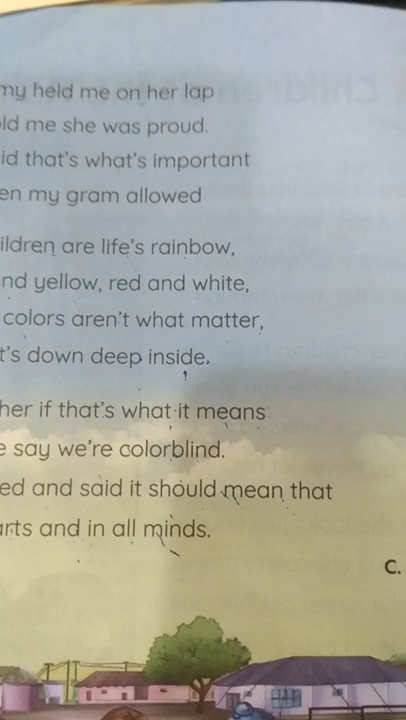 my held me on her lap
ld me she was proud.
id that's what's important
en my gram allowed
ildren are life's rainbow,
nd yellow, red and white,
colors aren't what matter,
t's down deep inside.
her if that's what it means
e say we're colorblind.
ed and said it should mean that
arts and in all minds.
C.